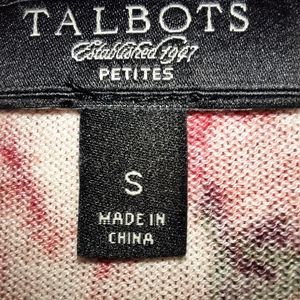 TALBOTS
Established 1947
PETITES
S
MADE IN
CHINA